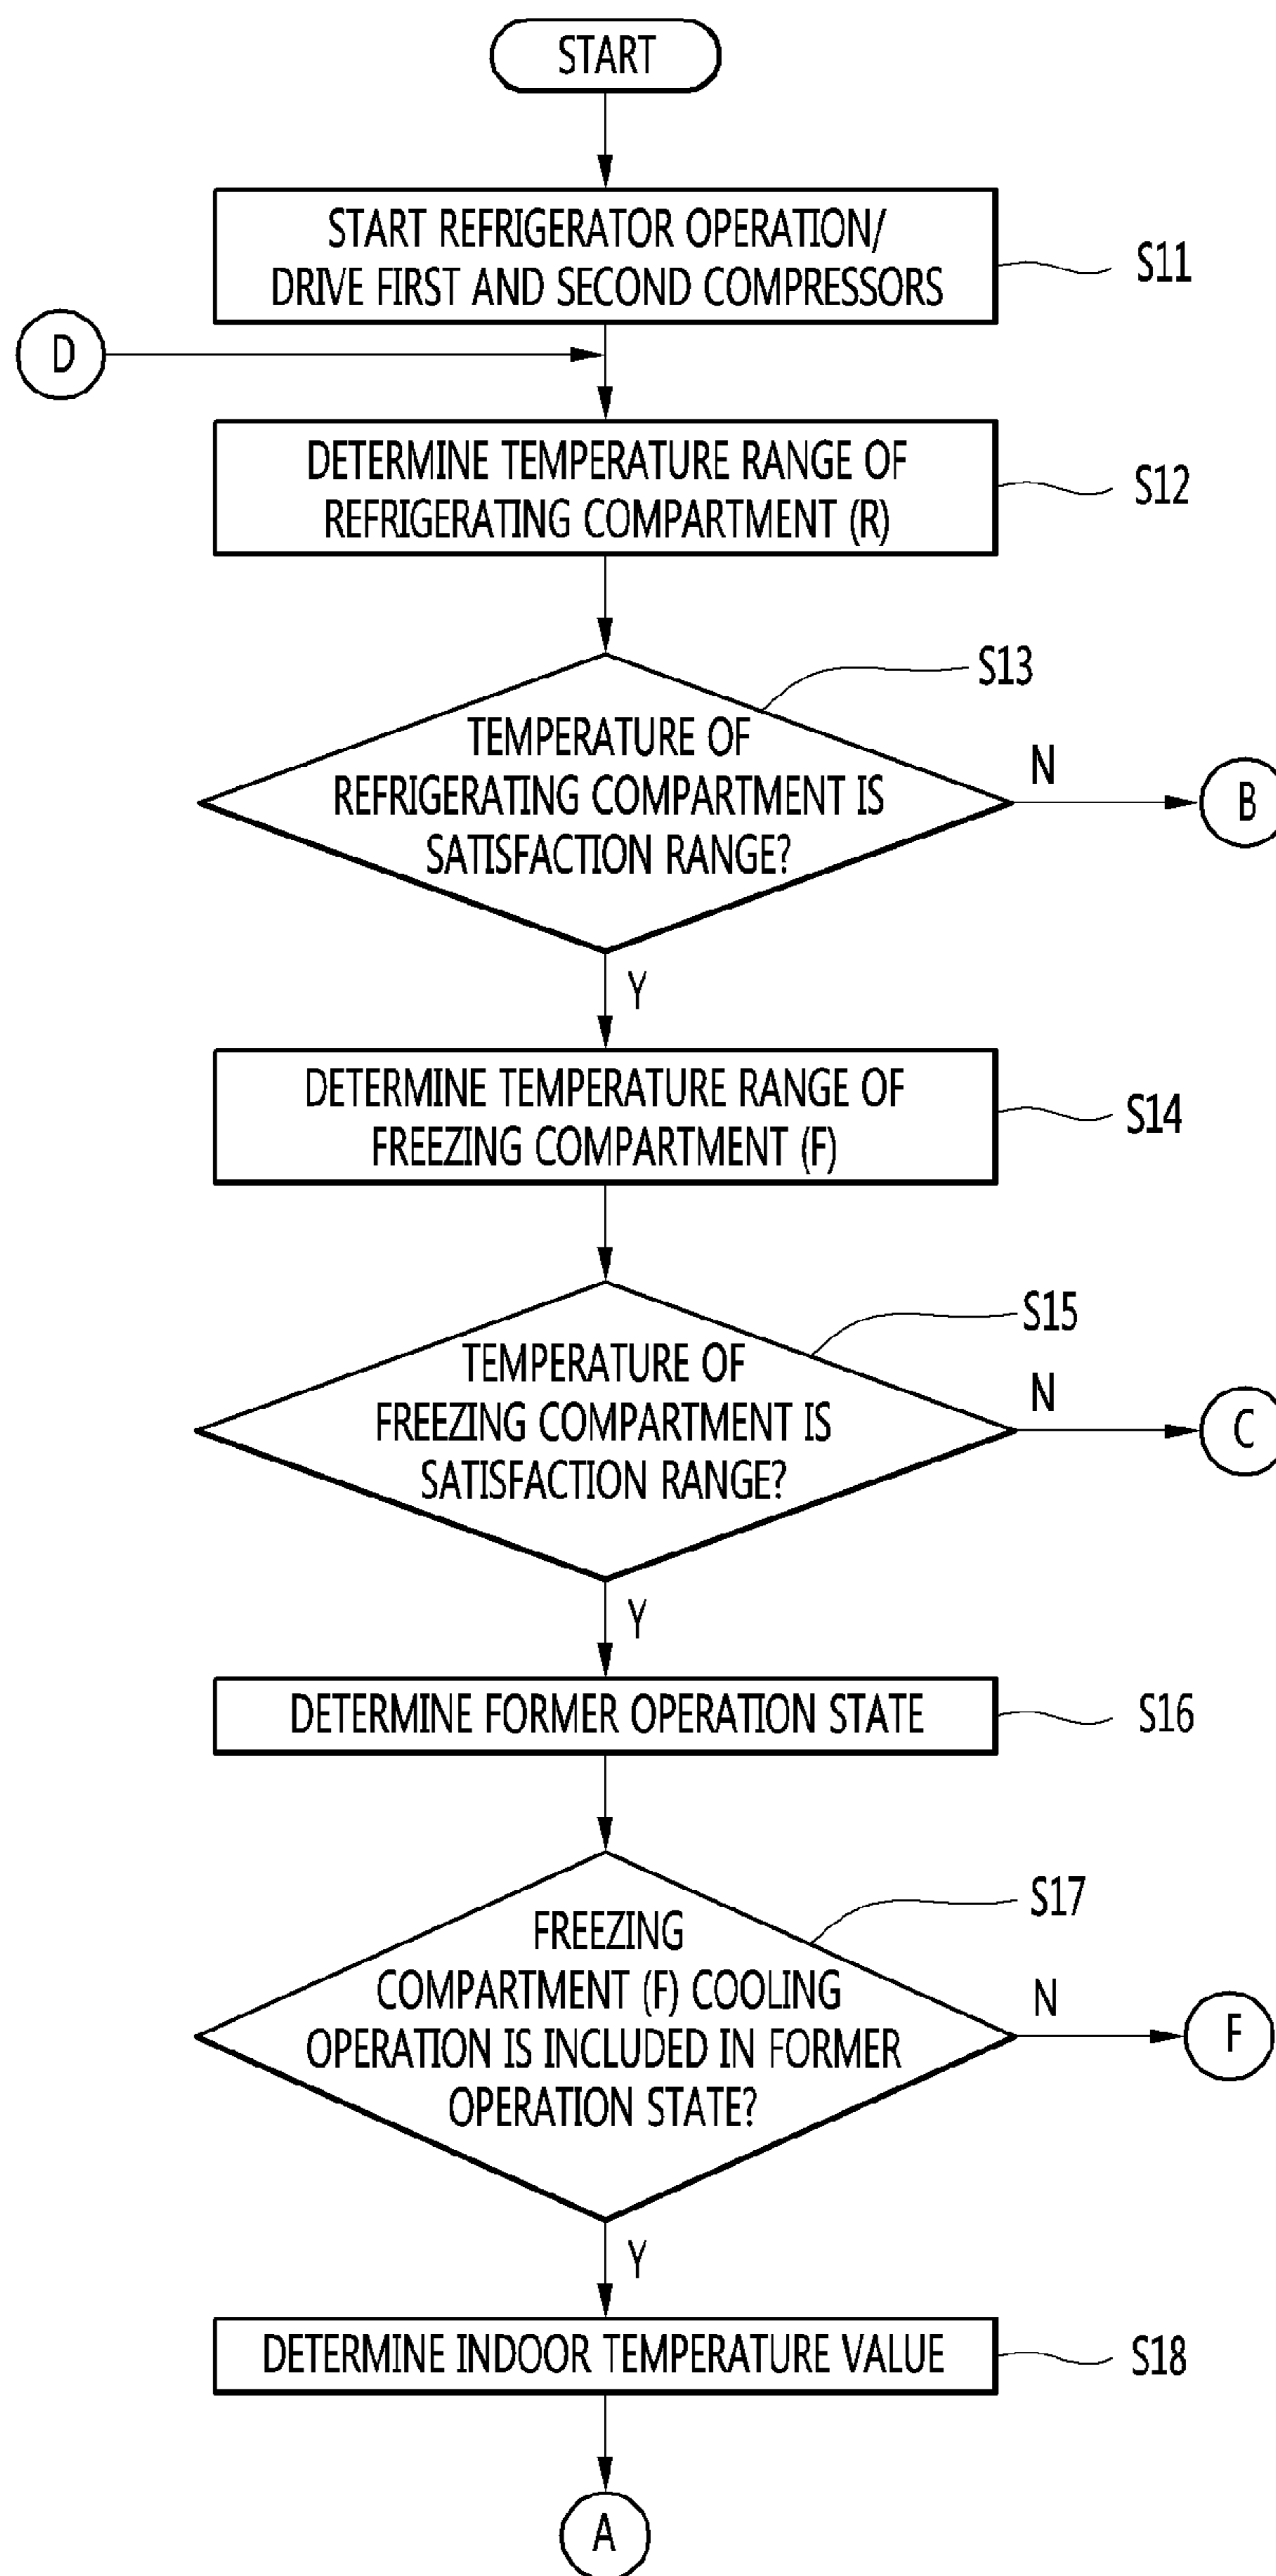 START
START REFRIGERATOR OPERATION/
DRIVE FIRST AND SECOND COMPRESSORS
S11
D
DETERMINE TEMPERATURE RANGE OF
REFRIGERATING COMPARTMENT (R)
S12
S13
TEMPERATURE OF
REFRIGERATING COMPARTMENT IS
SATISFACTION RANGE?
N
B
Y
DETERMINE TEMPERATURE RANGE OF
FREEZING COMPARTMENT (F)
S14
S15
TEMPERATURE OF
FREEZING COMPARTMENT IS
SATISFACTION RANGE?
N
C
Y
DETERMINE FORMER OPERATION STATE
S16
S17
FREEZING
COMPARTMENT (F) COOLING
OPERATION IS INCLUDED IN FORMER
OPERATION STATE?
N
F
Y
DETERMINE INDOOR TEMPERATURE VALUE
S18
A